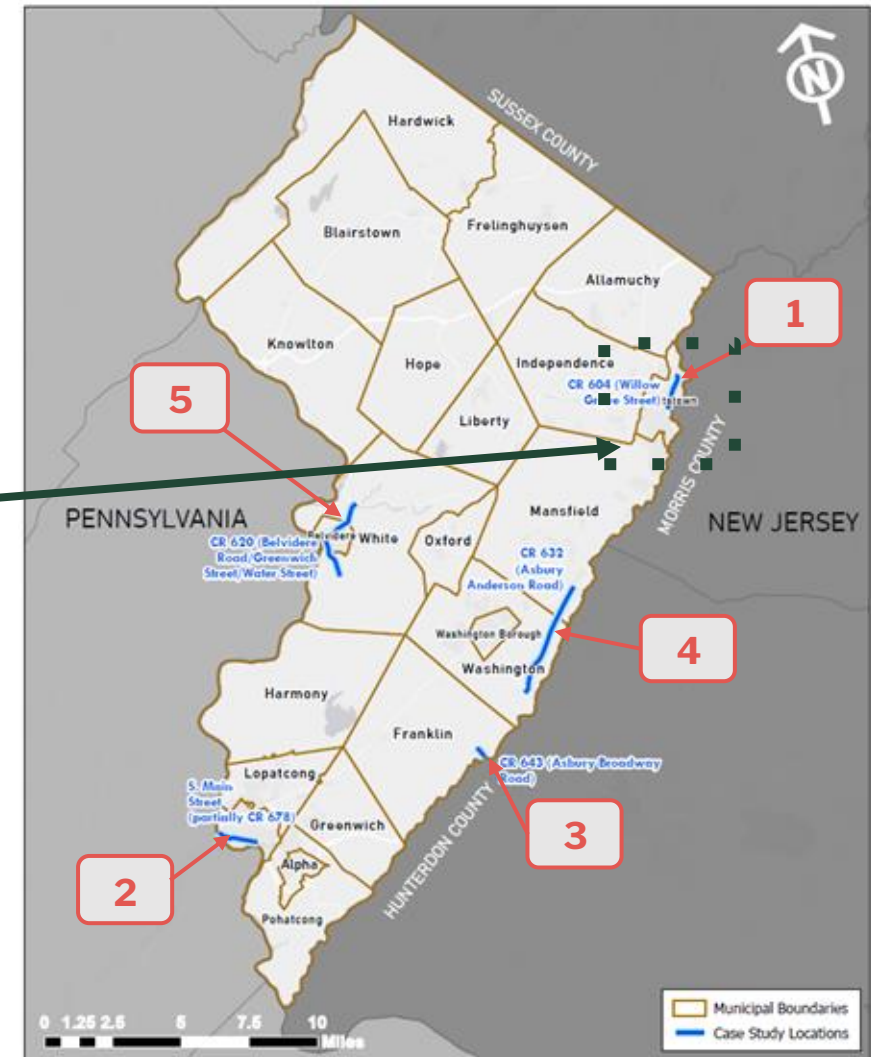 N
SUSSEX COUNTY
Hardwick
Blairstown
Frelinghuysen
Allamuchy
1
Knowlton
Hope
Independence
CR 604 (Willow
Grove Street)
5
Liberty
MORRIS COUNTY
PENNSYLVANIA
NEW JERSEY
Mansfield
Belvidere
White
Oxford
CR 620 (Belvidere
Road/Greenwich
Street/Water Street)
CR 632
(Asbury
Anderson Road)
Washington Borough
4
Washington
Harmony
Franklin
CR 643 (Asbury Broadway
Road)
Lopatcong
S. Main
Street
(partially CR 678)
Greenwich
3
HUNTERDON COUNTY
Alpha
2
Pohatcong
0 1.25 2.5 5 7.5 10
Miles
Municipal Boundaries
Case Study Locations